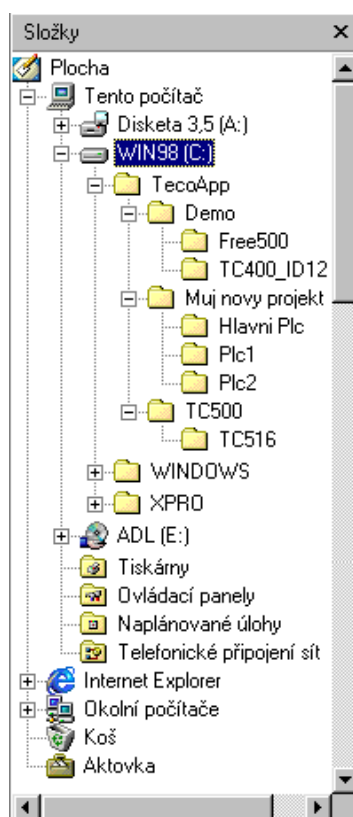 Složky
Plocha
Tento počítač
Disketa 3,5 (A:)
WIN98 (C:)
TecoApp
Demo
Free500
TC400_ID12
Muj novy projekt
Hlavni Plc
Plc1
Plc2
TC500
TC516
WINDOWS
XPRO
ADL (E:)
Tiskárny
Ovládací panely
Naplánované úlohy
Telefonické připojení sít
Internet Explorer
Okolní počítače
Koš
Aktovka